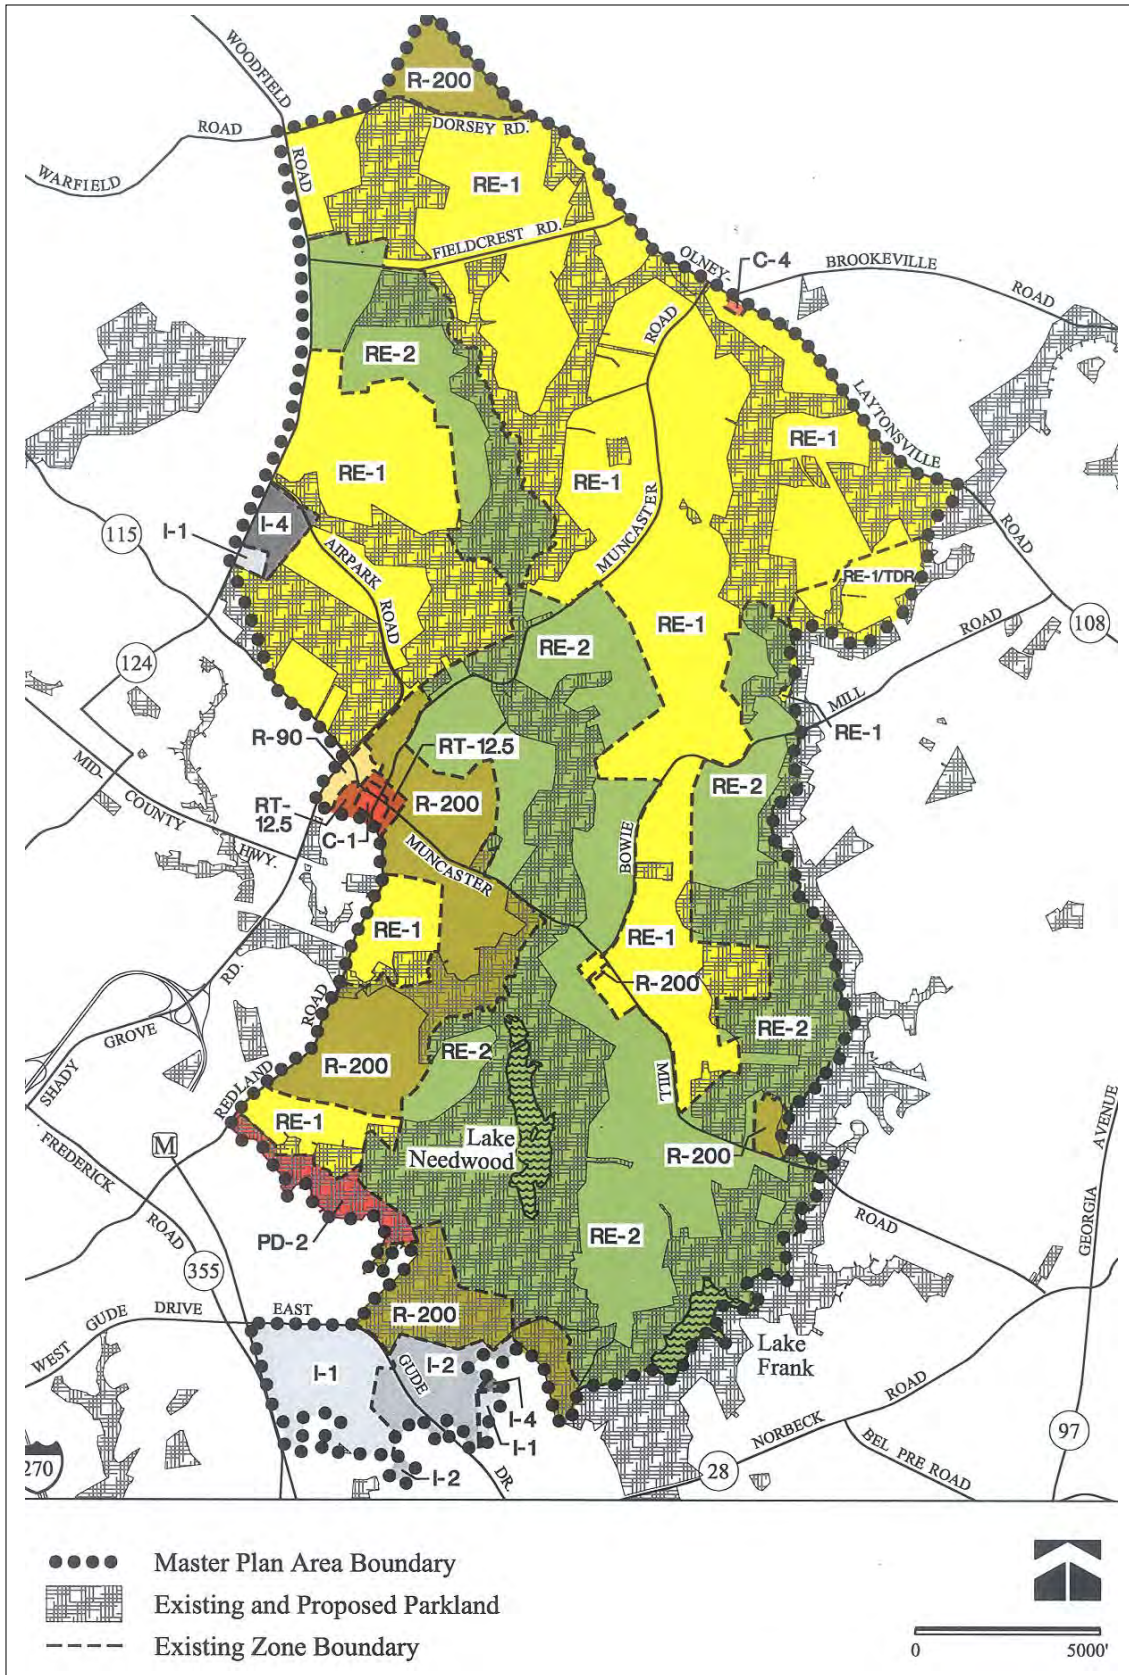 WOODFIELD
ROAD
R-200
DORSEY RD.
ROAD
WARFIELD
RE-1
FIELDCREST RD.
OLNEY-
C-4
BROOKEVILLE
ROAD
ROAD
RE-2
LAYTONSVILLE
ROAD
RE-1
RE-1
RE-1
MUNCASTER
I-4
I-1
115
AIRPARK
ROAD
RE-1/TDR
ROAD
108
RE-1
RE-2
124
MILL
RE-1
R-90
RT-12.5
MID-
COUNTY
HWY.
RT-
12.5
C-1
R-200
RE-2
MUNCASTER
BOWIE
RE-1
RE-1
R-200
RD.
GROVE
SHADY
ROAD
REDLAND
R-200
RE-2
RE-2
MILL
RE-1
M
FREDERICK
ROAD
355
Lake
Needwood
R-200
ROAD
GEORGIA
AVENUE
PD-2
RE-2
WEST
GUDE
DRIVE
EAST
R-200
GUDE
DR.
I-1
I-2
I-4
I-1
I-2
Lake
Frank
NORBECK
ROAD
28
BEL PRE ROAD
97
270
Master Plan Area Boundary
Existing and Proposed Parkland
Existing Zone Boundary
0 5000'